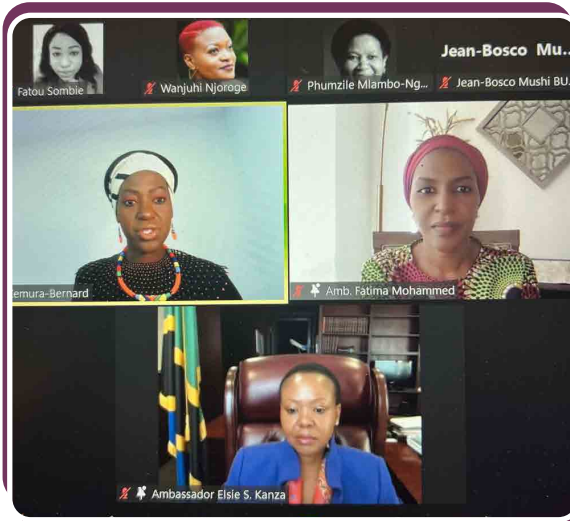 Jean-Bosco Mu...
Fatou Sombie
Wanjuhi Njoroge
Phumzile Mlambo-Ng...
Jean-Bosco Mushi BU.
emura-Bernard
Amb. Fatima Mohammed
Ambassador Elsie S. Kanza